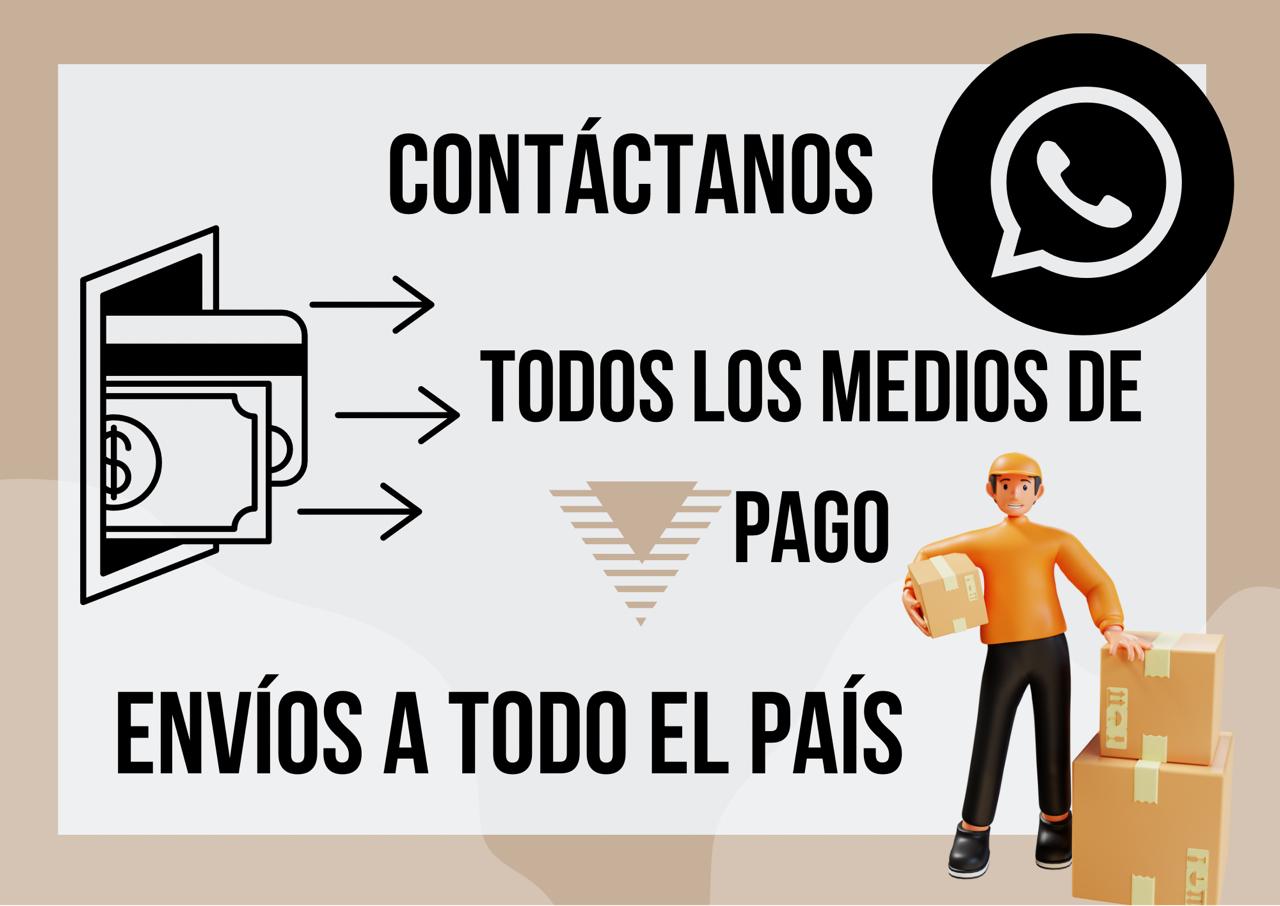 CONTÁCTANOS
TODOS LOS MEDIOS DE
PAGO
ENVÍOS A TODO EL PAÍS
$